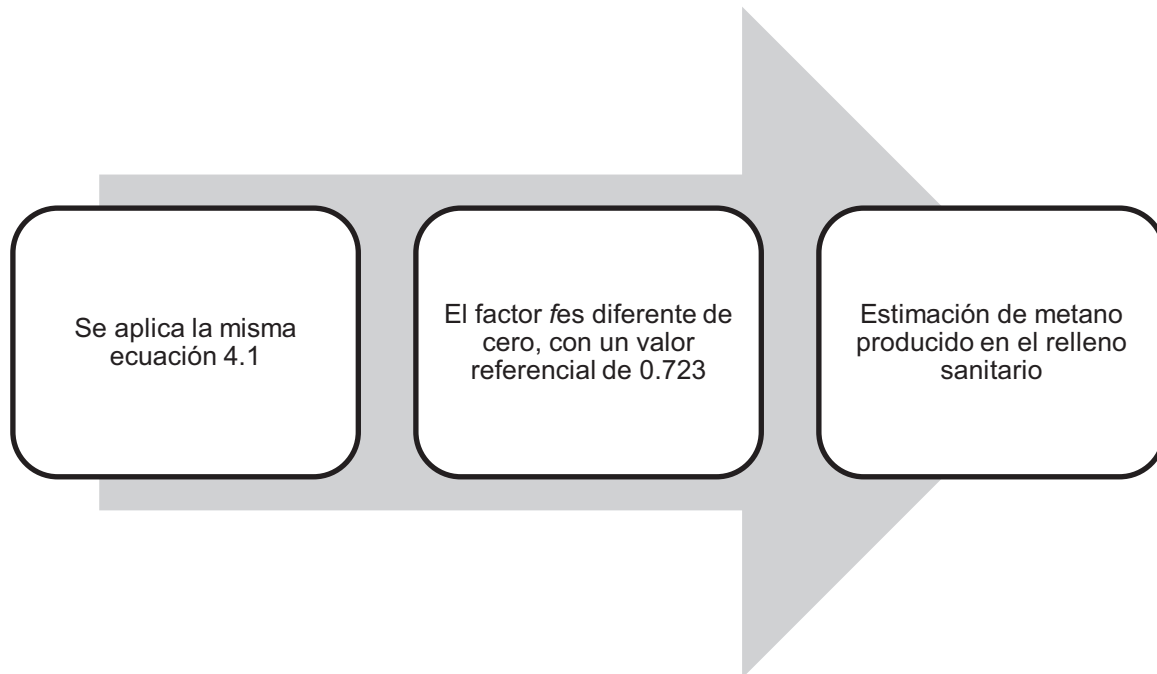 Se aplica la misma
ecuación 4.1
El factor fes diferente de
cero, con un valor
referencial de 0.723
Estimación de metano
producido en el relleno
sanitario